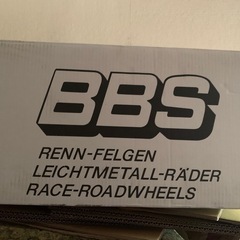 BBS
RENN-FELGEN
LEICHTMETALL-RÄDER
RACE-ROADWHEELS